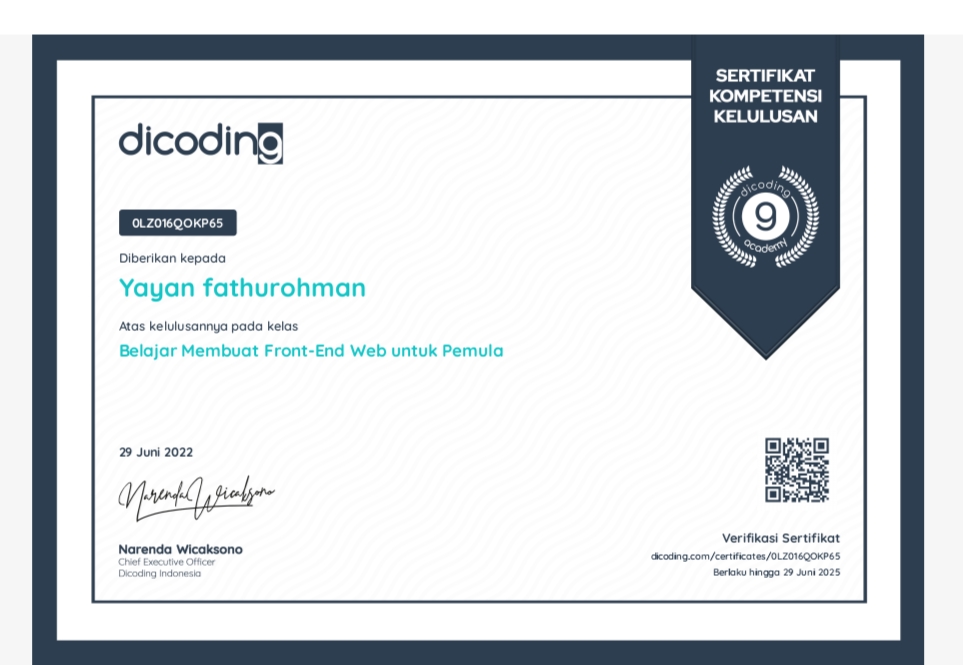 SERTIFIKAT
KOMPETENSI
KELULUSAN
dicoding
dicoding
9
academy
0LZ016QOKP65
Diberikan kepada
Yayan fathurohman
Atas kelulusannya pada kelas
Belajar Membuat Front-End Web untuk Pemula
29 Juni 2022
Narenda Wicaksono
Narenda Wicaksono
Chief Executive Officer
Dicoding Indonesia
Verifikasi Sertifikat
dicoding.com/certificates/0LZ016QOKP65
Berlaku hingga 29 Juni 2025